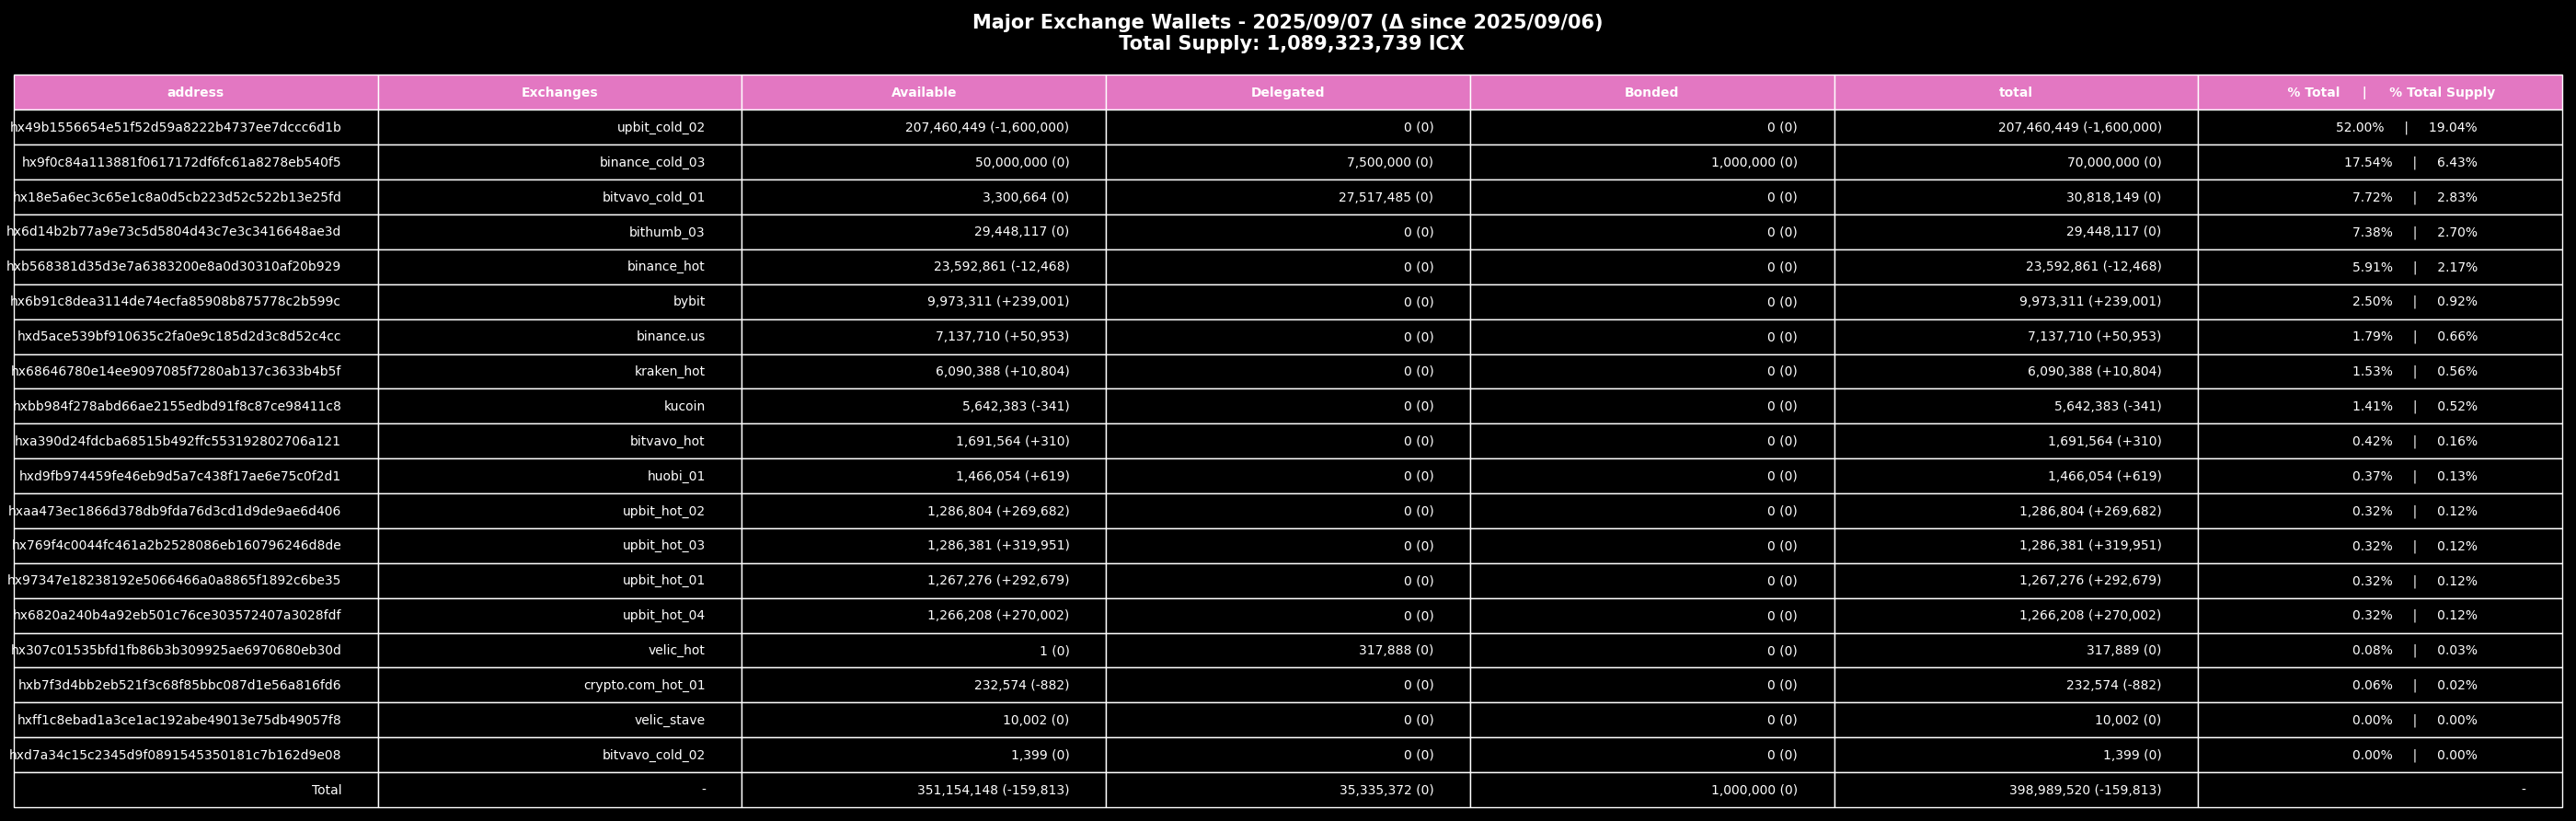 Major Exchange Wallets - 2025/09/07 (Δ since 2025/09/06)
Total Supply: 1,089,323,739 ICX
address Exchanges Available Delegated Bonded total % Total | % Total Supply
hx49b1556654e51f52d59a8222b4737ee7dccc6d1b upbit_cold_02 207,460,449 (-1,600,000) 0 (0) 0 (0) 207,460,449 (-1,600,000) 52.00% | 19.04%
hx9f0c84a113881f0617172df6fc61a8278eb540f5 binance_cold_03 50,000,000 (0) 7,500,000 (0) 1,000,000 (0) 70,000,000 (0) 17.54% | 6.43%
hx18e5a6ec3c65e1c8a0d5cb223d52c522b13e25fd bitvavo_cold_01 3,300,664 (0) 27,517,485 (0) 0 (0) 30,818,149 (0) 7.72% | 2.83%
hx6d14b2b77a9e73c5d5804d43c7e3c3416648ae3d bithumb_03 29,448,117 (0) 0 (0) 0 (0) 29,448,117 (0) 7.38% | 2.70%
hxb568381d35d3e7a6383200e8a0d30310af20b929 binance_hot 23,592,861 (-12,468) 0 (0) 0 (0) 23,592,861 (-12,468) 5.91% | 2.17%
hx6b91c8dea3114de74ecfa85908b875778c2b599c bybit 9,973,311 (+239,001) 0 (0) 0 (0) 9,973,311 (+239,001) 2.50% | 0.92%
hxd5ace539bf910635c2fa0e9c185d2d3c8d52c4cc binance.us 7,137,710 (+50,953) 0 (0) 0 (0) 7,137,710 (+50,953) 1.79% | 0.66%
hx68646780e14ee9097085f7280ab137c3633b4b5f kraken_hot 6,090,388 (+10,804) 0 (0) 0 (0) 6,090,388 (+10,804) 1.53% | 0.56%
hxbb984f278abd66ae2155edbd91f8c87ce98411c8 kucoin 5,642,383 (-341) 0 (0) 0 (0) 5,642,383 (-341) 1.41% | 0.52%
hxa390d24fdcba68515b492ffc553192802706a121 bitvavo_hot 1,691,564 (+310) 0 (0) 0 (0) 1,691,564 (+310) 0.42% | 0.16%
hxd9fb974459fe46eb9d5a7c438f17ae6e75c0f2d1 huobi_01 1,466,054 (+619) 0 (0) 0 (0) 1,466,054 (+619) 0.37% | 0.13%
hxaa473ec1866d378db9fda76d3cd1d9de9ae6d406 upbit_hot_02 1,286,804 (+269,682) 0 (0) 0 (0) 1,286,804 (+269,682) 0.32% | 0.12%
hx769f4c0044fc461a2b2528086eb160796246d8de upbit_hot_03 1,286,381 (+319,951) 0 (0) 0 (0) 1,286,381 (+319,951) 0.32% | 0.12%
hx97347e18238192e5066466a0a8865f1892c6be35 upbit_hot_01 1,267,276 (+292,679) 0 (0) 0 (0) 1,267,276 (+292,679) 0.32% | 0.12%
hx6820a240b4a92eb501c76ce303572407a3028fdf upbit_hot_04 1,266,208 (+270,002) 0 (0) 0 (0) 1,266,208 (+270,002) 0.32% | 0.12%
hx307c01535bfd1fb86b3b309925ae6970680eb30d velic_hot 1 (0) 317,888 (0) 0 (0) 317,889 (0) 0.08% | 0.03%
hxb7f3d4bb2eb521f3c68f85bbc087d1e56a816fd6 crypto.com_hot_01 232,574 (-882) 0 (0) 0 (0) 232,574 (-882) 0.06% | 0.02%
hxff1c8ebad1a3ce1ac192abe49013e75db49057f8 velic_stave 10,002 (0) 0 (0) 0 (0) 10,002 (0) 0.00% | 0.00%
hxd7a34c15c2345d9f0891545350181c7b162d9e08 bitvavo_cold_02 1,399 (0) 0 (0) 0 (0) 1,399 (0) 0.00% | 0.00%
Total - 351,154,148 (-159,813) 35,335,372 (0) 1,000,000 (0) 398,989,520 (-159,813) -